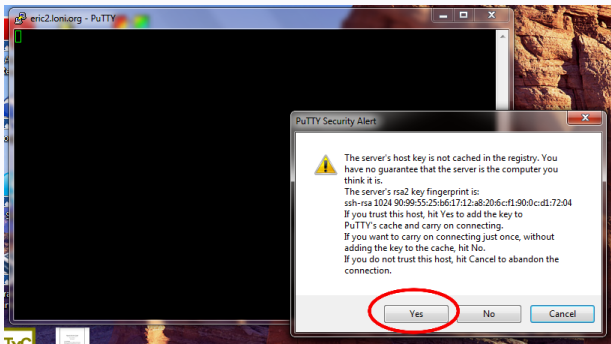 eric2.loni.org - PuTTY
PuTTY Security Alert
The server's host key is not cached in the registry. You
have no guarantee that the server is the computer you
think it is.
The server's rsa2 key fingerprint is:
ssh-rsa 1024 90:99:55:25:b6:17:12:a8:20:6c:f1:90:0c:d1:72:04
If you trust this host, hit Yes to add the key to
PuTTY's cache and carry on connecting.
If you want to carry on connecting just once, without
adding the key to the cache, hit No.
If you do not trust this host, hit Cancel to abandon the
connection.
Yes No Cancel